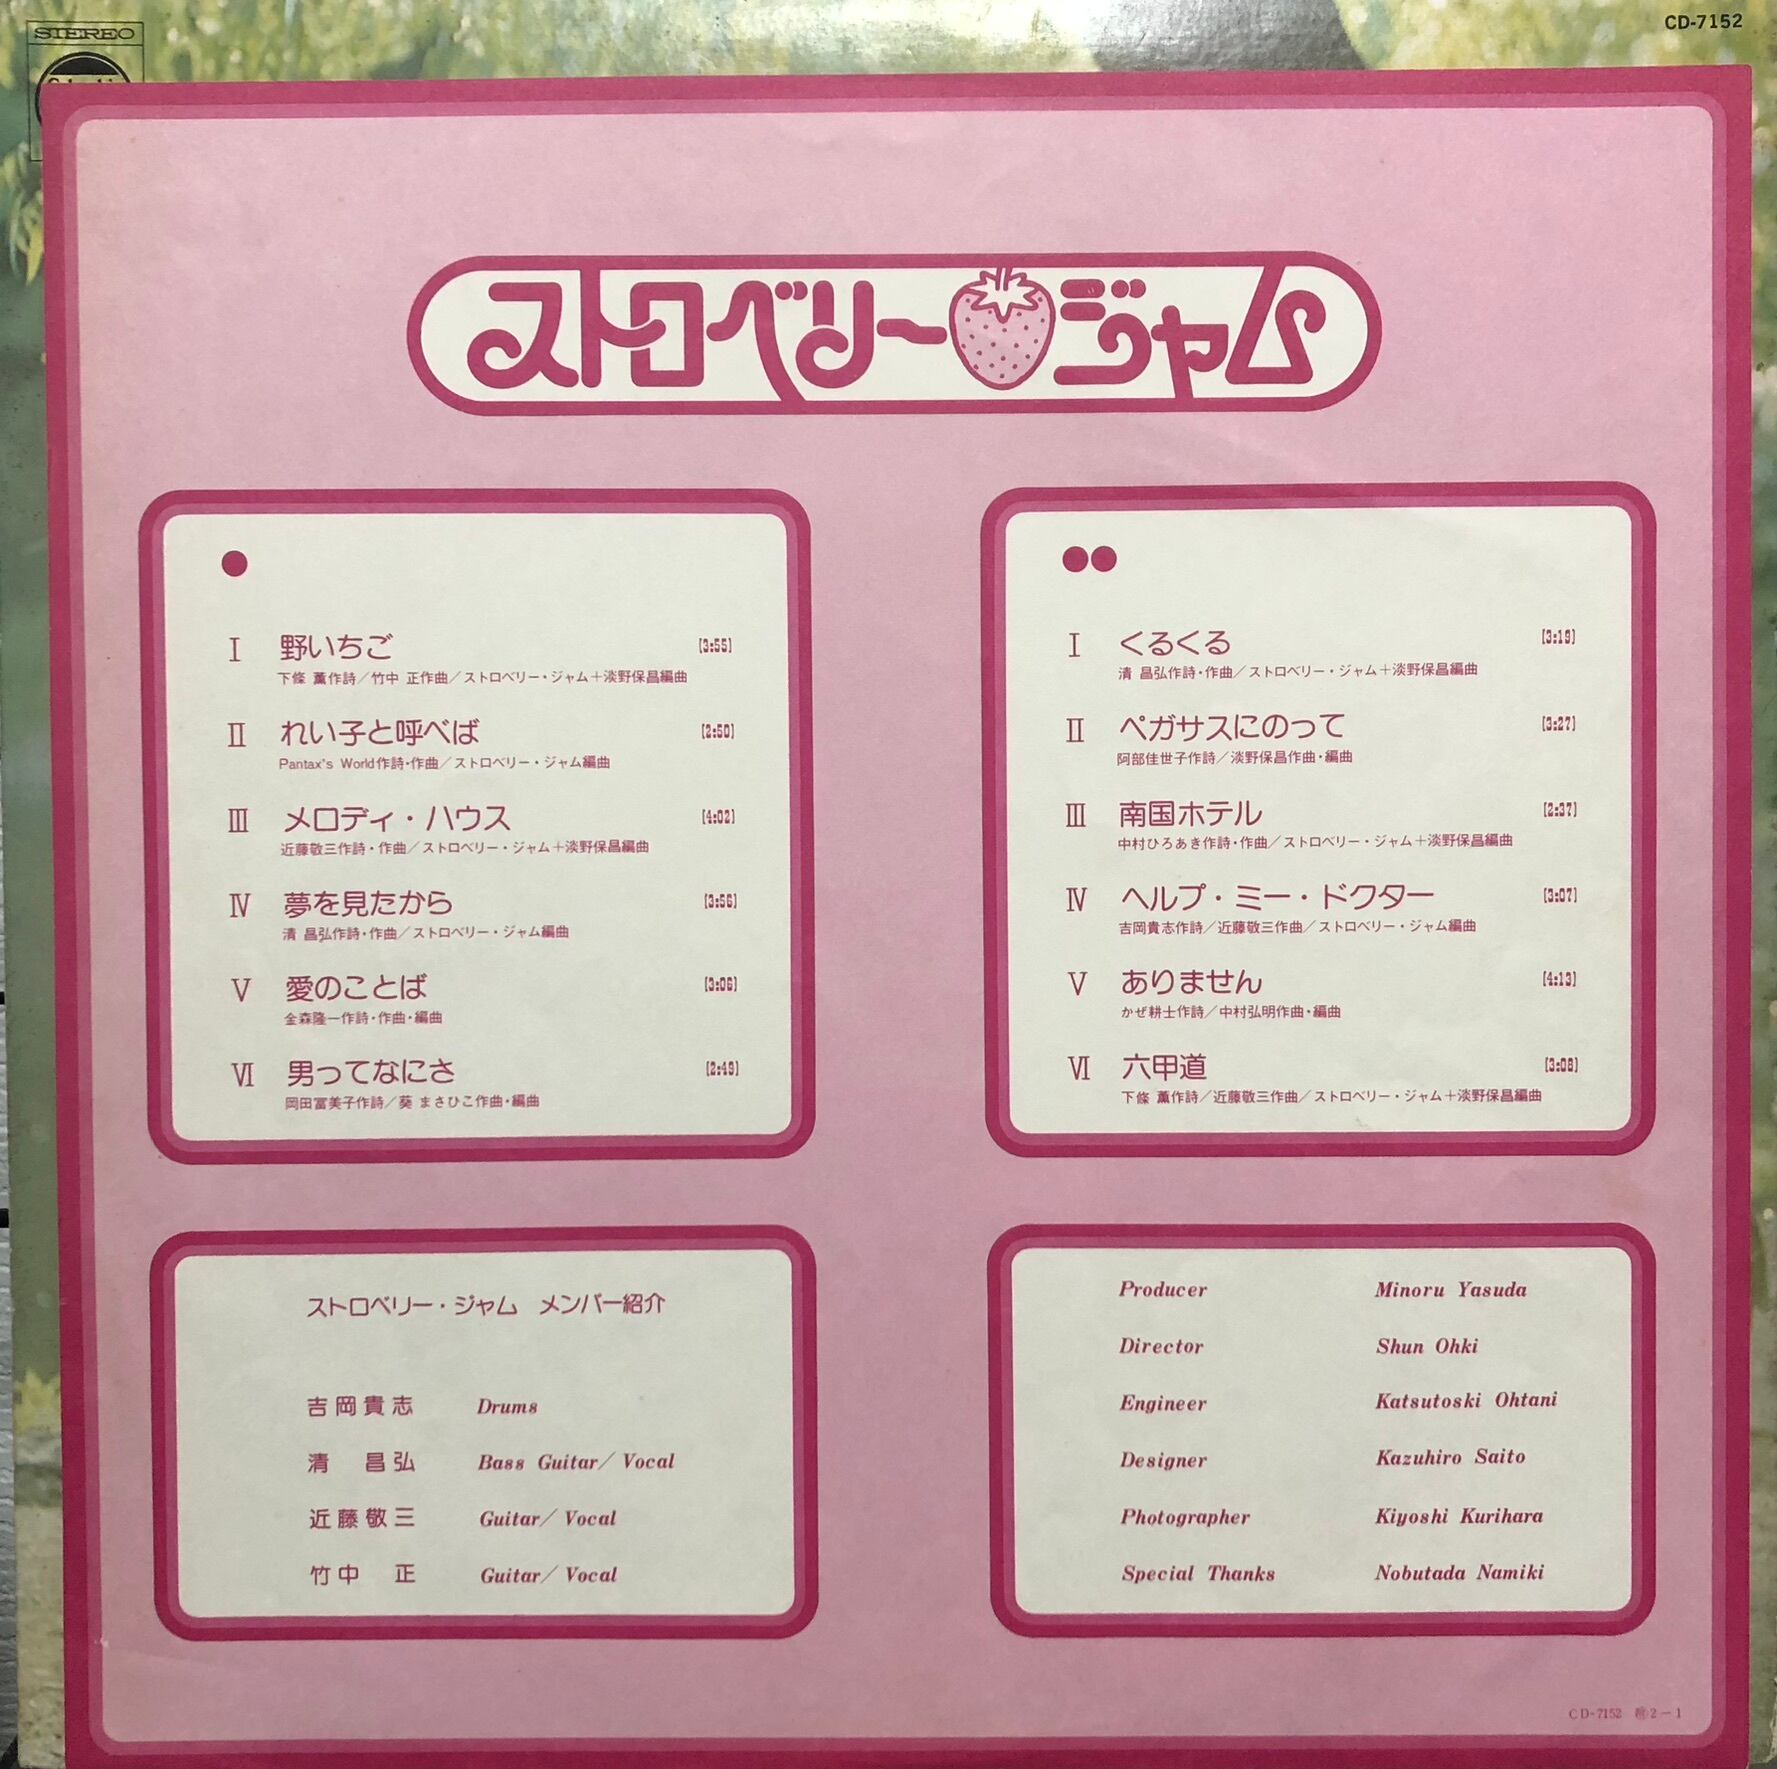 STEREO
CD-7152
ストロベリージャム
●
I 野いちご [3:55]
下條 薫作詩／竹中 正作曲／ストロベリー・ジャム＋淡野保昌編曲
II れい子と呼べば [2:50]
Pantax's World作詩・作曲／ストロベリー・ジャム編曲
III メロディ・ハウス [4:02]
近藤敬三作詩・作曲／ストロベリー・ジャム＋淡野保昌編曲
IV 夢を見たから [3:56]
清 昌弘作詩・作曲／ストロベリー・ジャム編曲
V 愛のことば [3:06]
金森隆一作詩・作曲・編曲
VI 男ってなにさ [2:49]
岡田冨美子作詩／葵 まさひこ作曲・編曲
●●
I くるくる [3:19]
清 昌弘作詩・作曲／ストロベリー・ジャム＋淡野保昌編曲
II ペガサスにのって [3:27]
阿部佳世子作詩／淡野保昌作曲・編曲
III 南国ホテル [2:37]
中村ひろあき作詩・作曲／ストロベリー・ジャム＋淡野保昌編曲
IV ヘルプ・ミー・ドクター [3:07]
吉岡貴志作詩／近藤敬三作曲／ストロベリー・ジャム編曲
V ありません [4:13]
かぜ耕士作詩／中村弘明作曲・編曲
VI 六甲道 [3:08]
下條 薫作詩／近藤敬三作曲／ストロベリー・ジャム＋淡野保昌編曲
ストロベリー・ジャム メンバー紹介
吉岡貴志 Drums
清 昌弘 Bass Guitar／Vocal
近藤敬三 Guitar／Vocal
竹中 正 Guitar／Vocal
Producer Minoru Yasuda
Director Shun Ohki
Engineer Katsutoski Ohtani
Designer Kazuhiro Saito
Photographer Kiyoshi Kurihara
Special Thanks Nobutada Namiki
CD-7152 2－1